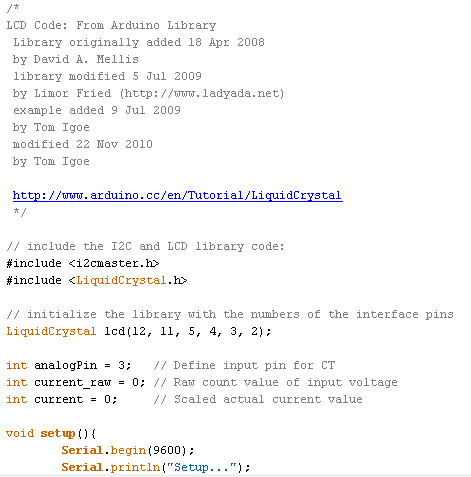 /*
LCD Code: From Arduino Library
 Library originally added 18 Apr 2008
 by David A. Mellis
 library modified 5 Jul 2009
 by Limor Fried (http://www.ladyada.net)
 example added 9 Jul 2009
 by Tom Igoe
 modified 22 Nov 2010
 by Tom Igoe

 http://www.arduino.cc/en/Tutorial/LiquidCrystal
 */

// include the I2C and LCD library code:
#include <i2cmaster.h>
#include <LiquidCrystal.h>

// initialize the library with the numbers of the interface pins
LiquidCrystal lcd(12, 11, 5, 4, 3, 2);

int analogPin = 3;   // Define input pin for CT
int current_raw = 0; // Raw count value of input voltage
int current = 0;     // Scaled actual current value

void setup(){
        Serial.begin(9600);
        Serial.println("Setup...");